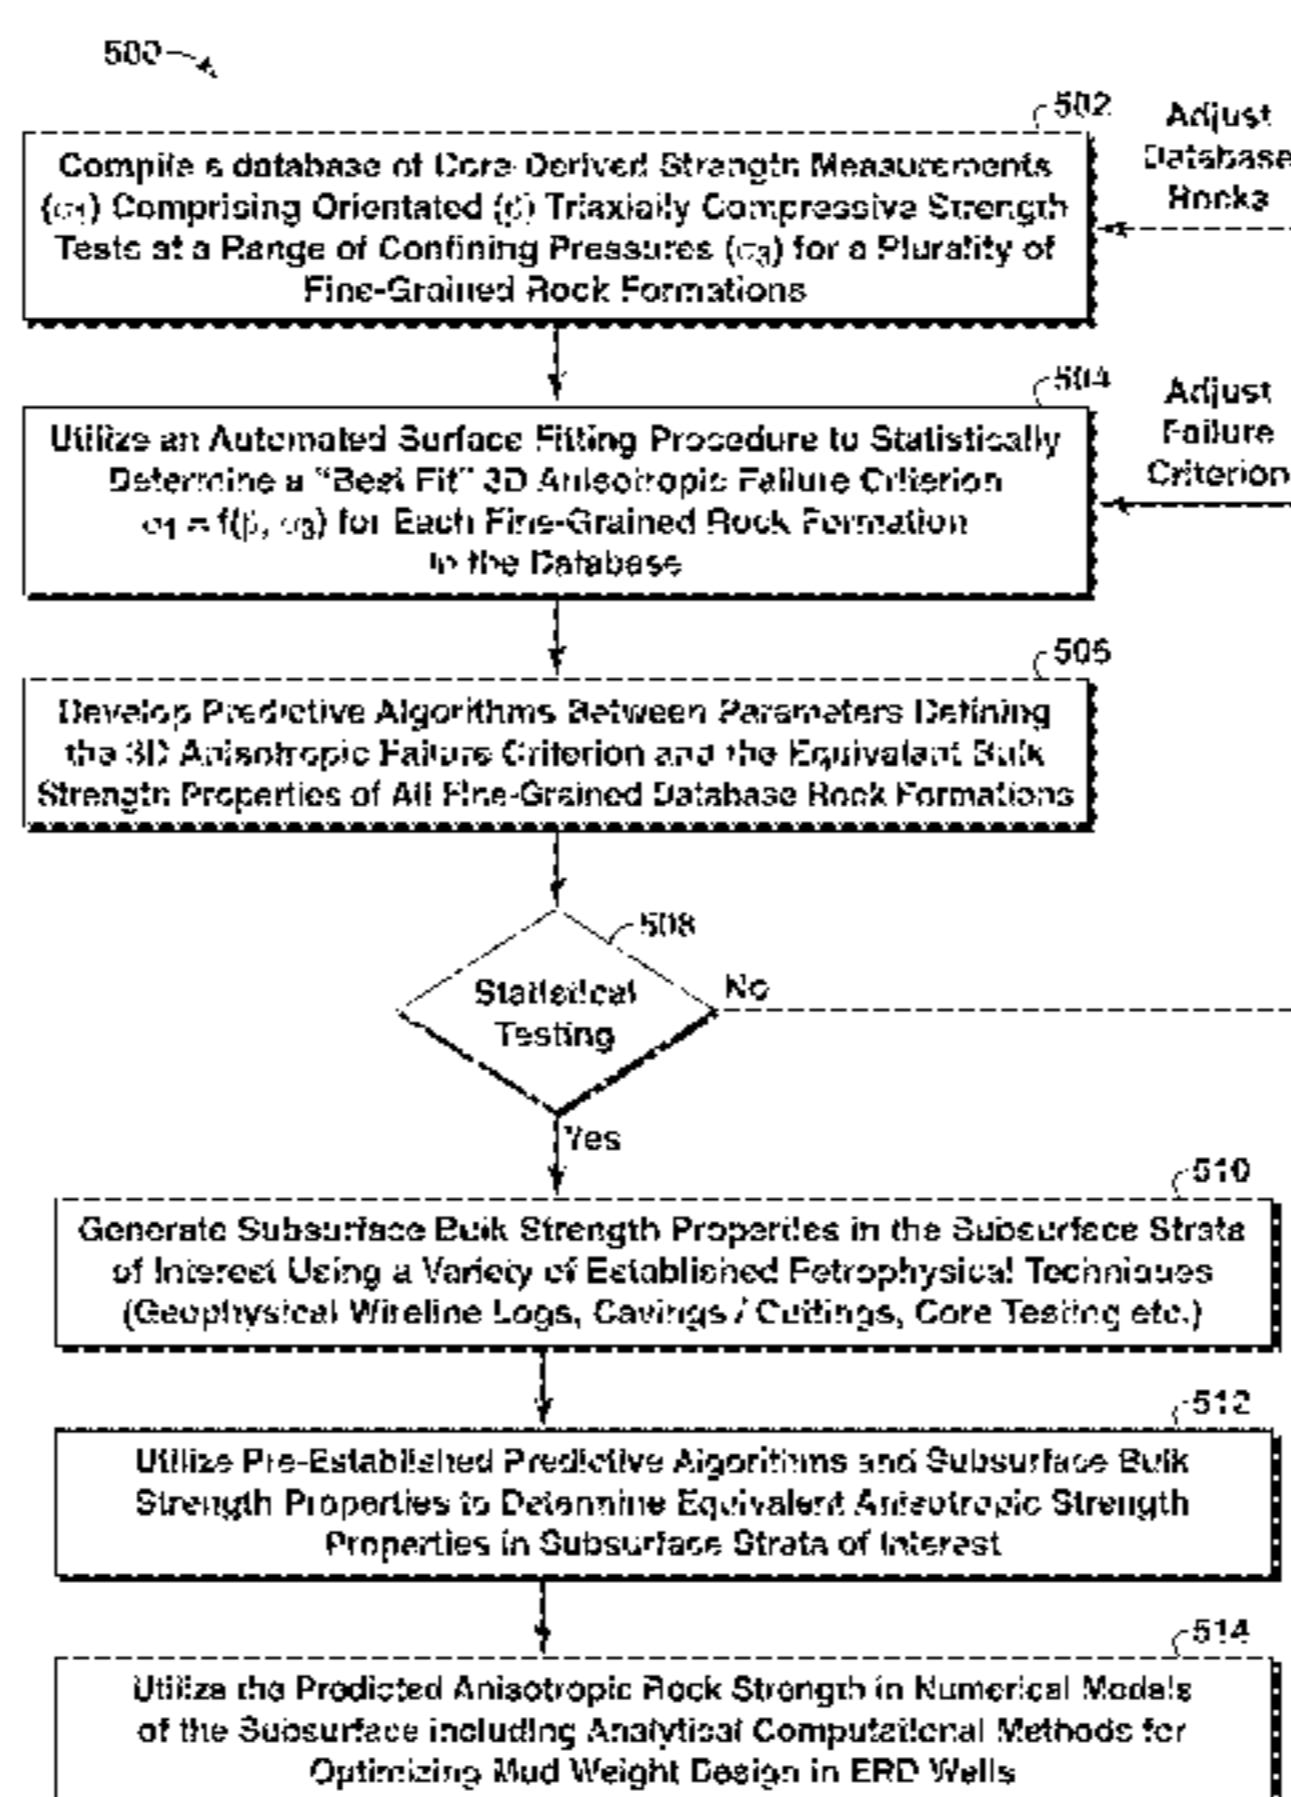 500
502
Adjust
Database
Rocks
Compile a database of Core-Derived Strength Measurements
(σ1) Comprising Orientated (β) Triaxially Compressive Strength
Tests at a Range of Confining Pressures (σ3) for a Plurality of
Fine-Grained Rock Formations
504
Adjust
Failure
Criterion
Utilize an Automated Surface Fitting Procedure to Statistically
Determine a "Best Fit" 3D Anisotropic Failure Criterion
σ1 = f(β, σ3) for Each Fine-Grained Rock Formation
in the Database
506
Develop Predictive Algorithms Between Parameters Defining
the 3D Anisotropic Failure Criterion and the Equivalent Bulk
Strength Properties of All Fine-Grained Database Rock Formations
508
Statistical
Testing
No
Yes
510
Generate Subsurface Bulk Strength Properties in the Subsurface Strata
of Interest Using a Variety of Established Petrophysical Techniques
(Geophysical Wireline Logs, Cavings / Cuttings, Core Testing etc.)
512
Utilize Pre-Established Predictive Algorithms and Subsurface Bulk
Strength Properties to Determine Equivalent Anisotropic Strength
Properties in Subsurface Strata of Interest
514
Utilize the Predicted Anisotropic Rock Strength in Numerical Models
of the Subsurface including Analytical Computational Methods for
Optimizing Mud Weight Design in ERD Wells